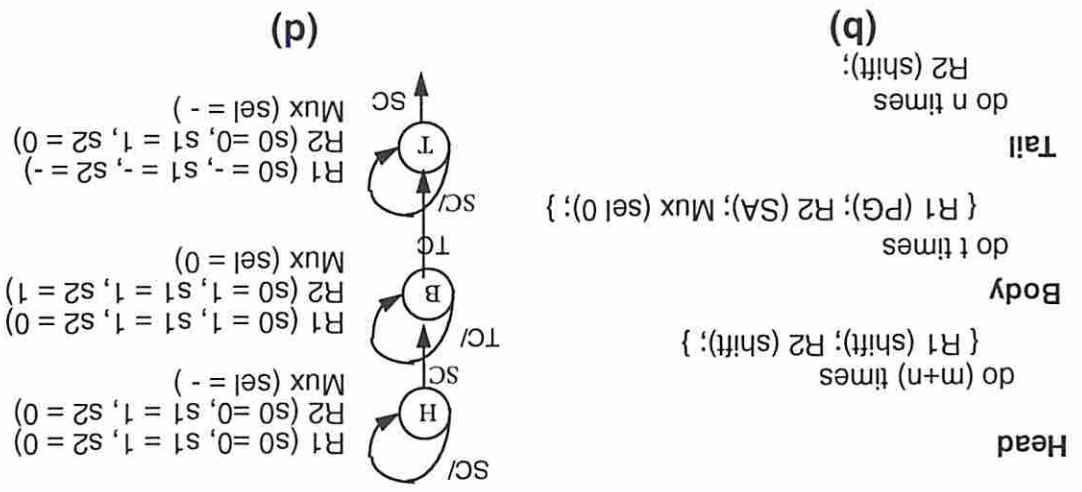 Head
do (m+n) times
{ R1 (shift); R2 (shift); }
Body
do t times
{ R1 (PG); R2 (SA); Mux (sel 0); }
Tail
do n times
R2 (shift);
(b)
SC/
H
SC
R1 (s0 =0, s1 = 1, s2 = 0)
R2 (s0 =0, s1 = 1, s2 = 0)
Mux (sel = - )
TC/
B
TC
R1 (s0 = 1, s1 = 1, s2 = 0)
R2 (s0 = 1, s1 = 1, s2 = 1)
Mux (sel = 0)
SC/
T
SC
R1 (s0 = -, s1 = -, s2 = -)
R2 (s0 =0, s1 = 1, s2 = 0)
Mux (sel = - )
(d)